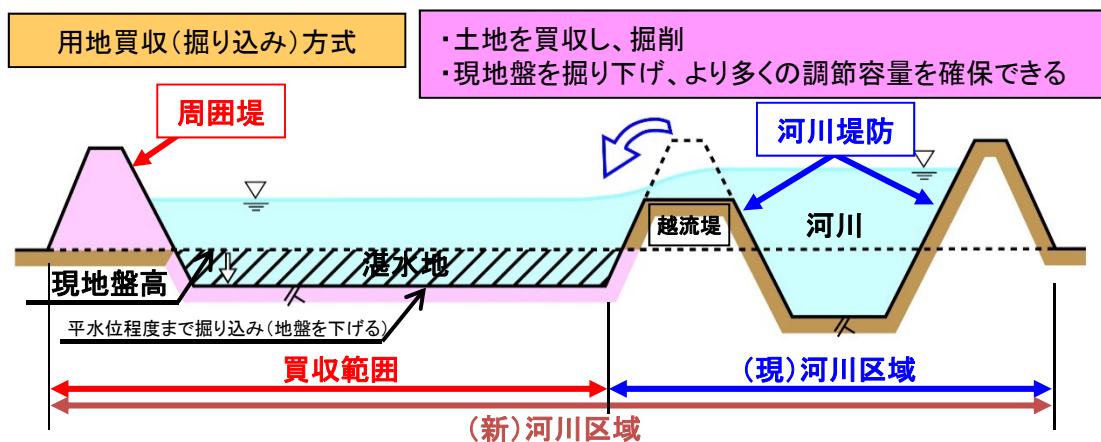 用地買収(掘り込み)方式
・土地を買収し、掘削
・現地盤を掘り下げ、より多くの調節容量を確保できる
周囲堤
河川堤防
越流堤
河川
湛水地
現地盤高
平水位程度まで掘り込み(地盤を下げる)
買収範囲
(現)河川区域
(新)河川区域